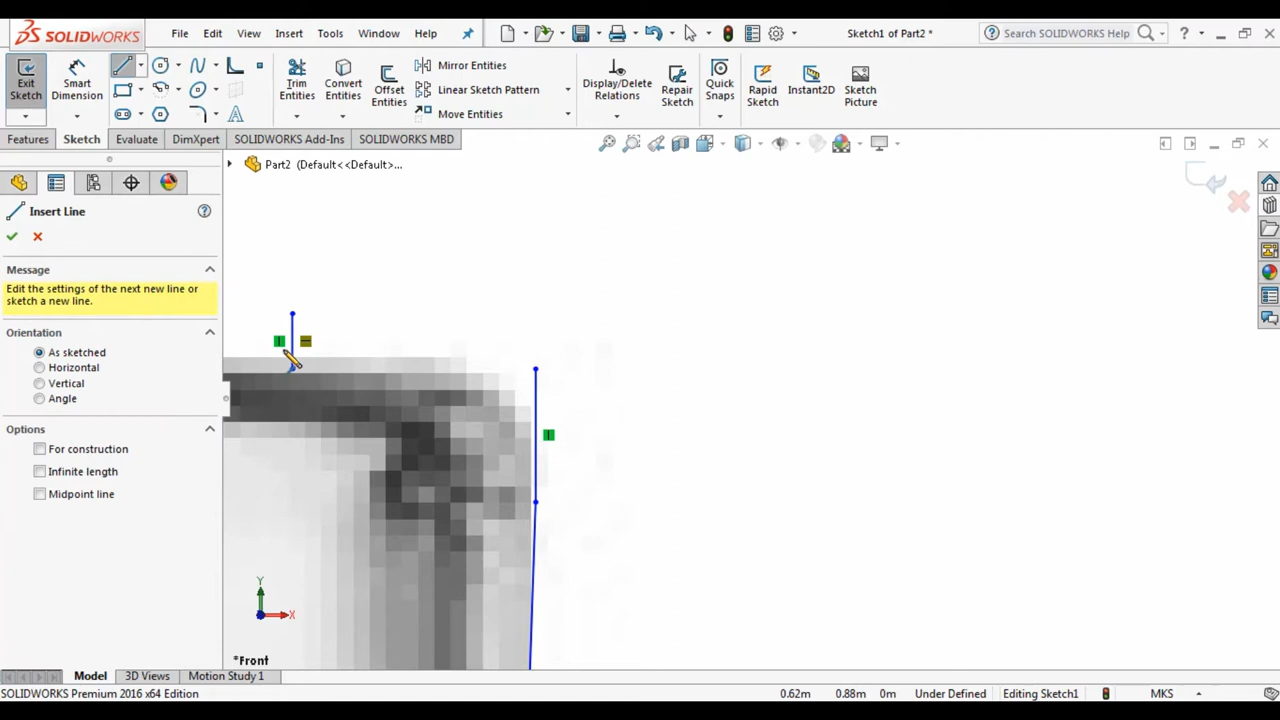 SOLIDWORKS File Edit View Insert Tools Window Help Sketch1 of Part2 * Search SOLIDWORKS Help ?
Exit Sketch Smart Dimension Trim Entities Convert Entities Offset Entities Mirror Entities Linear Sketch Pattern Move Entities Display/Delete Relations Repair Sketch Quick Snaps Rapid Sketch Instant2D Sketch Picture
Features Sketch Evaluate DimXpert SOLIDWORKS Add-Ins SOLIDWORKS MBD
Part2 (Default<<Default>...
Insert Line ?
Message
Edit the settings of the next new line or
sketch a new line.
Orientation
As sketched
Horizontal
Vertical
Angle
Options
For construction
Infinite length
Midpoint line
Y
X
*Front
Model 3D Views Motion Study 1
SOLIDWORKS Premium 2016 x64 Edition 0.62m 0.88m 0m Under Defined Editing Sketch1 MKS